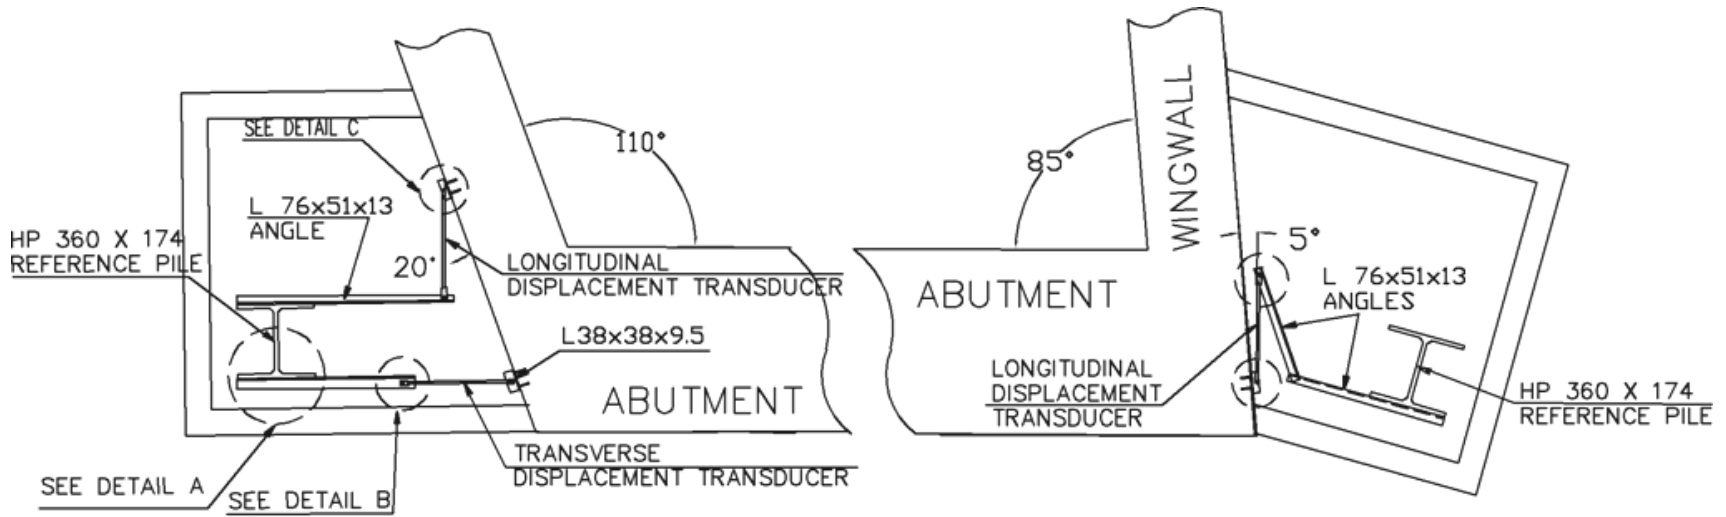 SEE DETAIL C
110°
L 76x51x13
ANGLE
HP 360 X 174
REFERENCE PILE
20°
LONGITUDINAL
DISPLACEMENT TRANSDUCER
L38x38x9.5
ABUTMENT
TRANSVERSE
DISPLACEMENT TRANSDUCER
SEE DETAIL A
SEE DETAIL B
85°
WINGWALL
5°
ABUTMENT
L 76x51x13
ANGLES
LONGITUDINAL
DISPLACEMENT
TRANSDUCER
HP 360 X 174
REFERENCE PILE